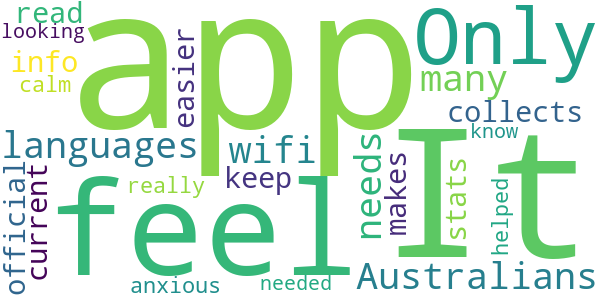 read
looking
info
calm
app
easier
Only
many
collects
know
languages
wifi
keep
really
official
current
feel
anxious
needed
needs
makes
It
stats
helped
Australians